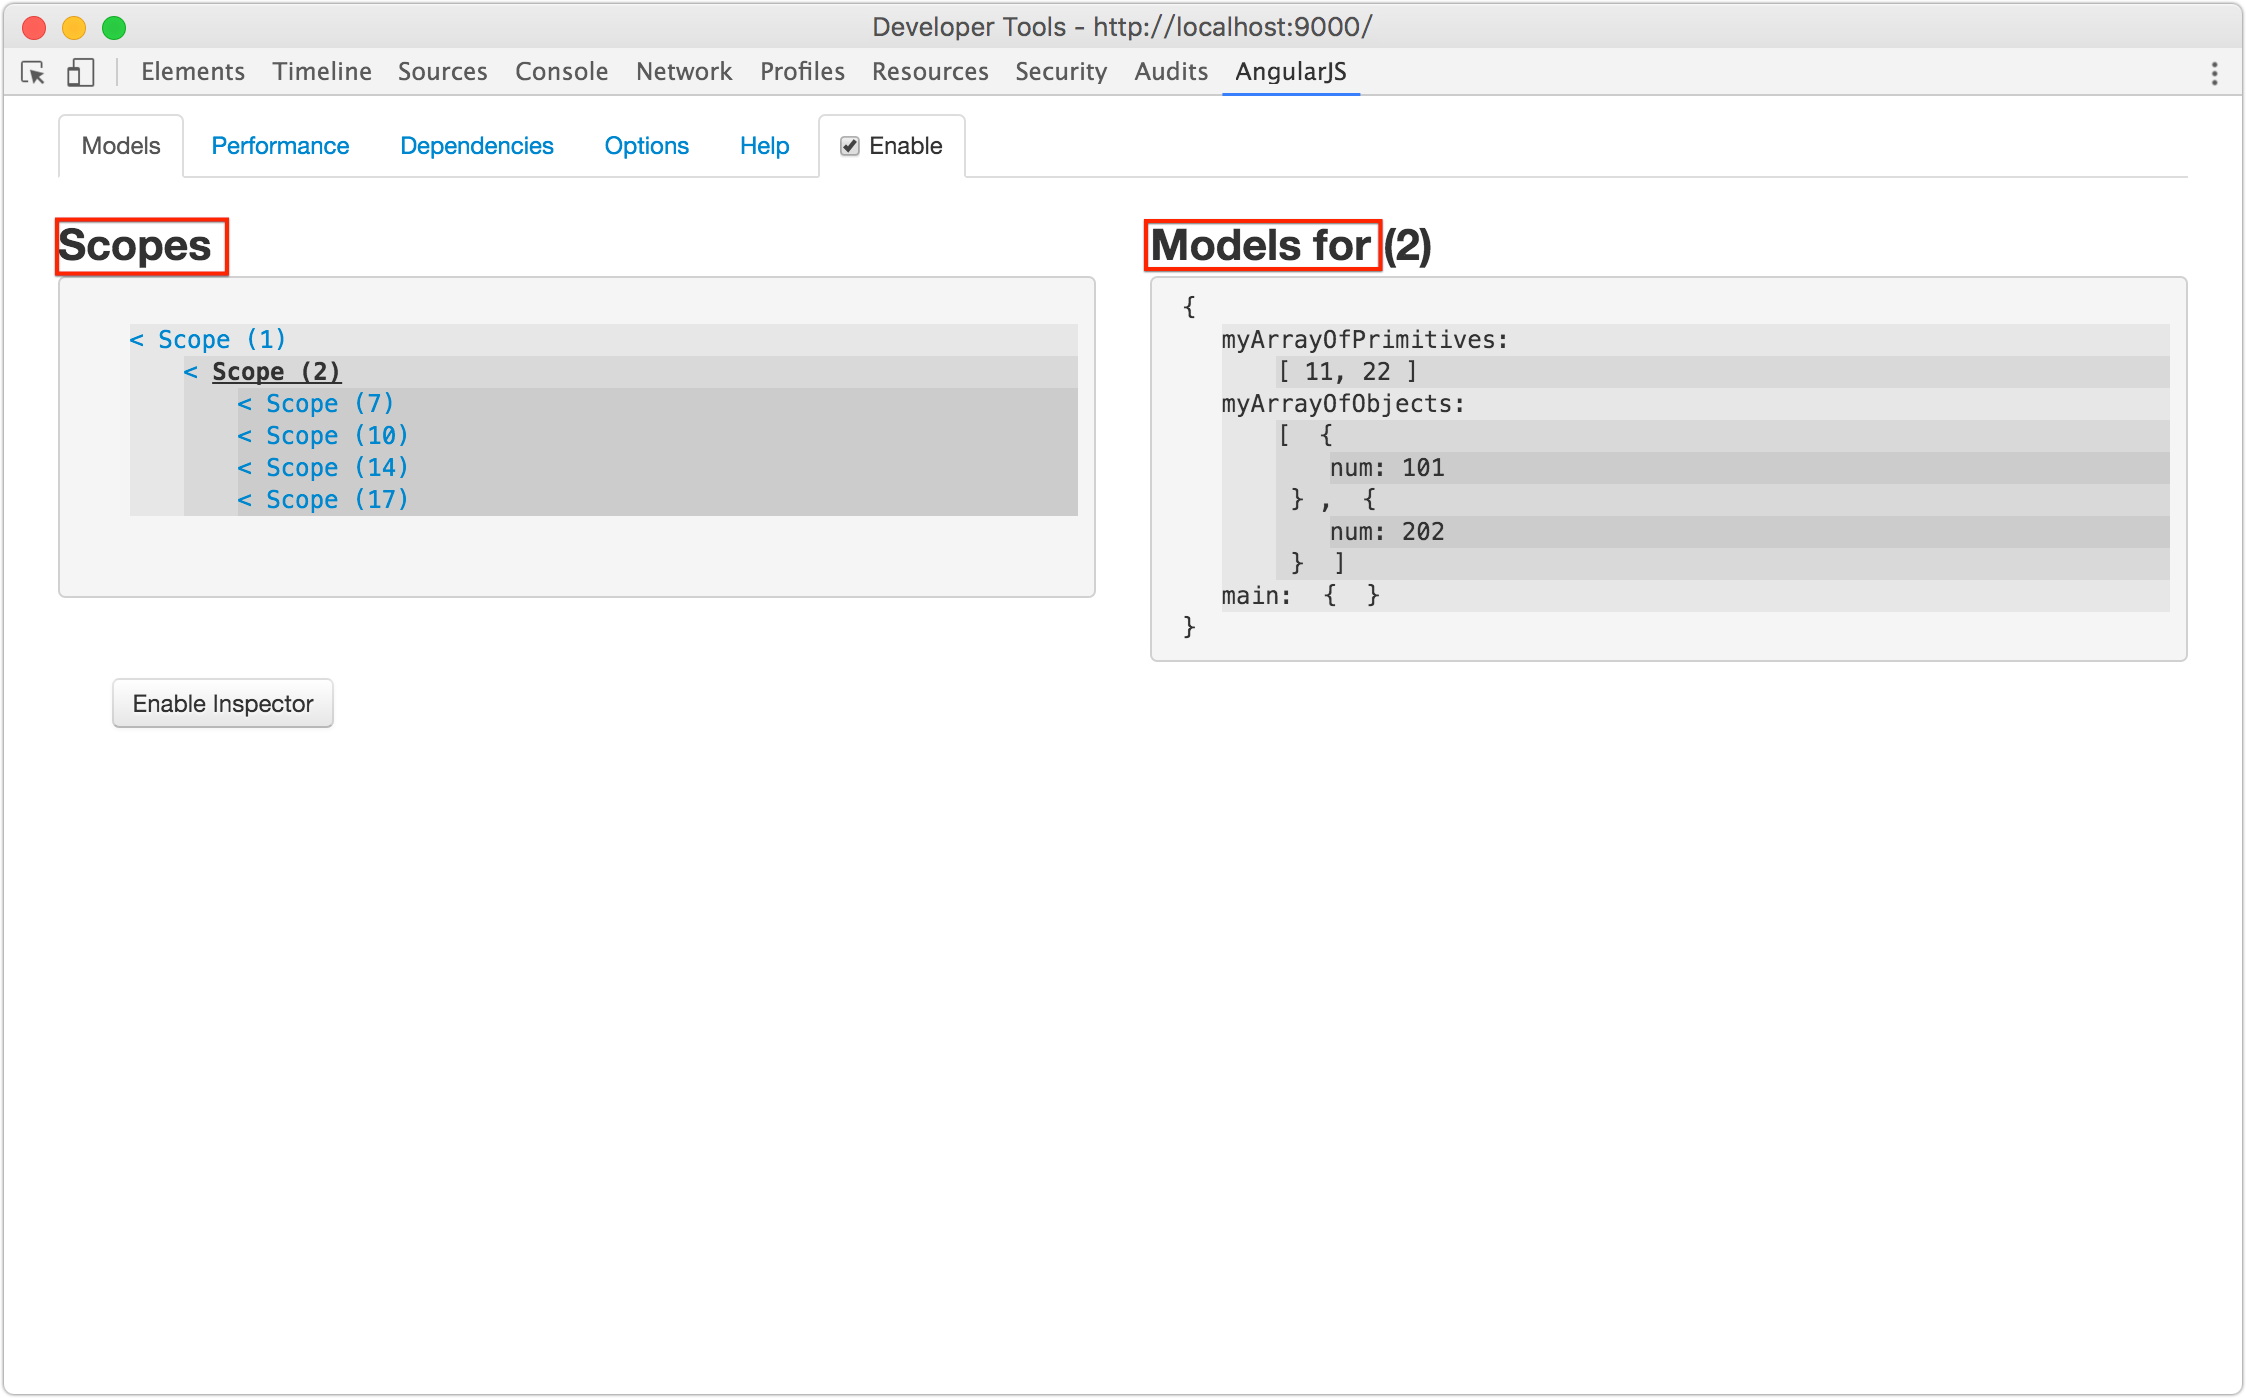 Developer Tools - http://localhost:9000/
Elements Timeline Sources Console Network Profiles Resources Security Audits AngularJS
Models Performance Dependencies Options Help Enable
Scopes
< Scope (1)
< Scope (2)
< Scope (7)
< Scope (10)
< Scope (14)
< Scope (17)
Enable Inspector
Models for (2)
{
myArrayOfPrimitives:
[ 11, 22 ]
myArrayOfObjects:
[ {
num: 101
} , {
num: 202
} ]
main: { }
}